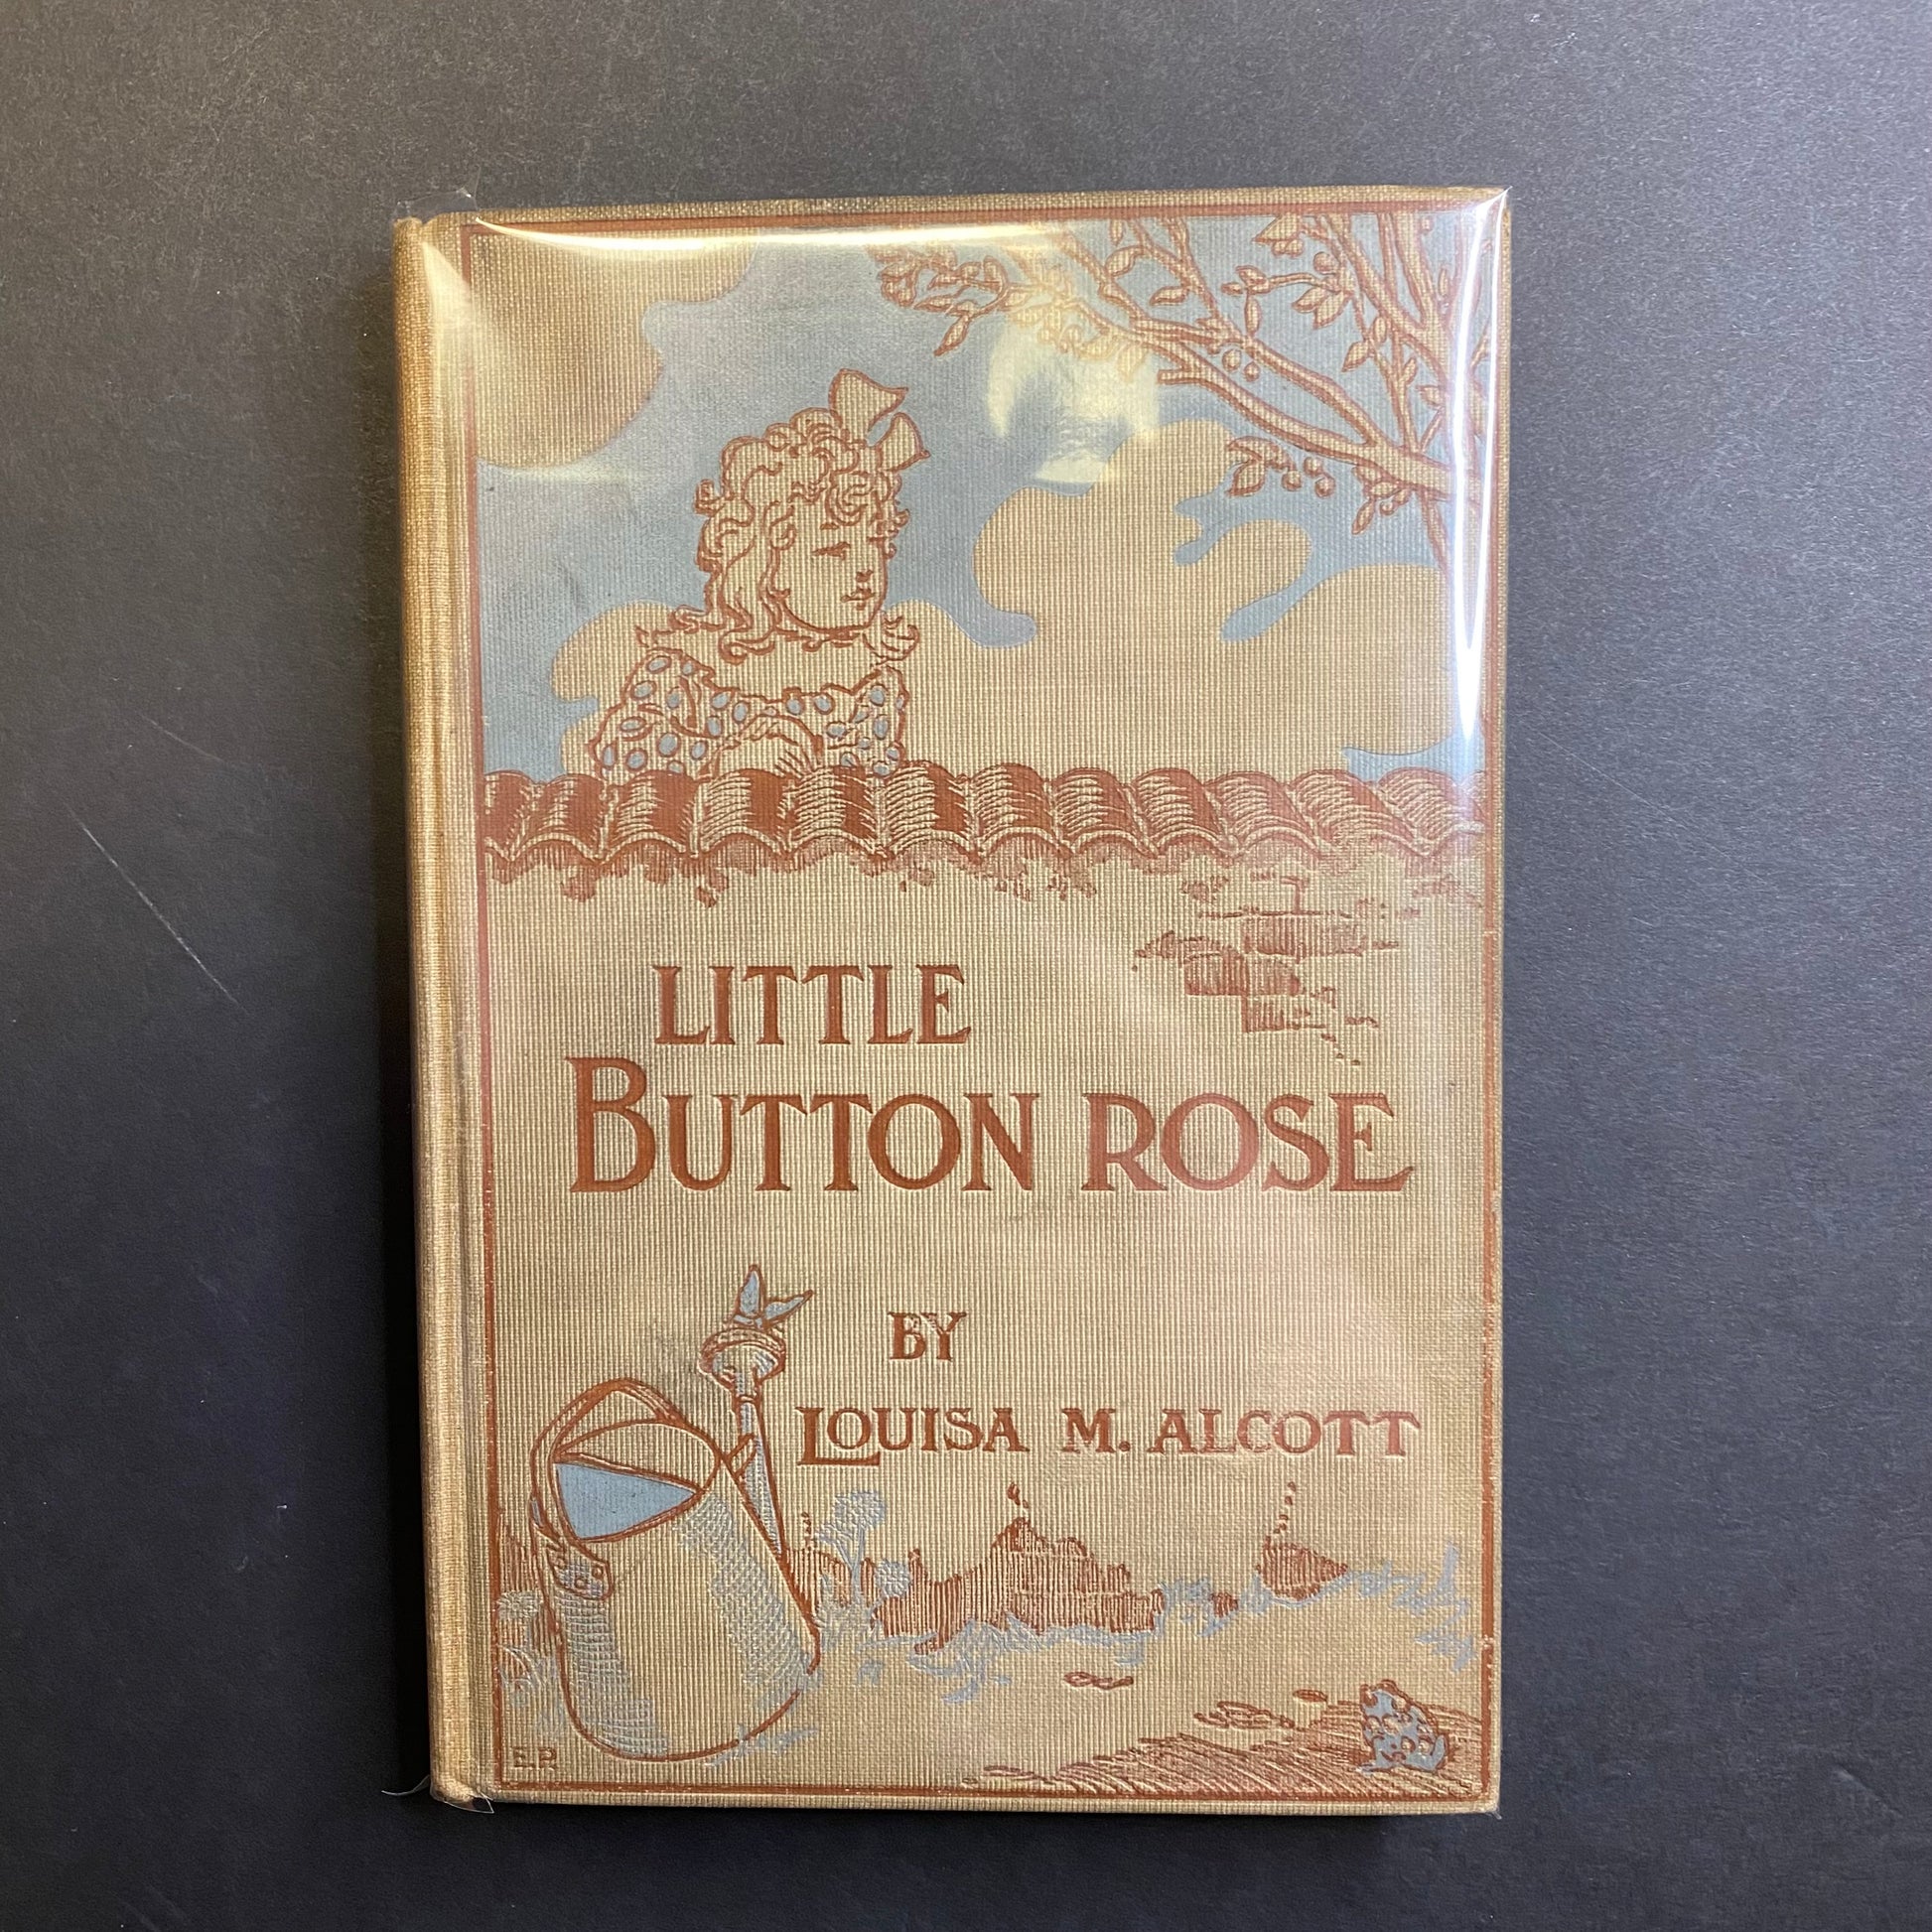 LITTLE
BUTTON ROSE
BY
LOUISA M. ALCOTT
E.P.